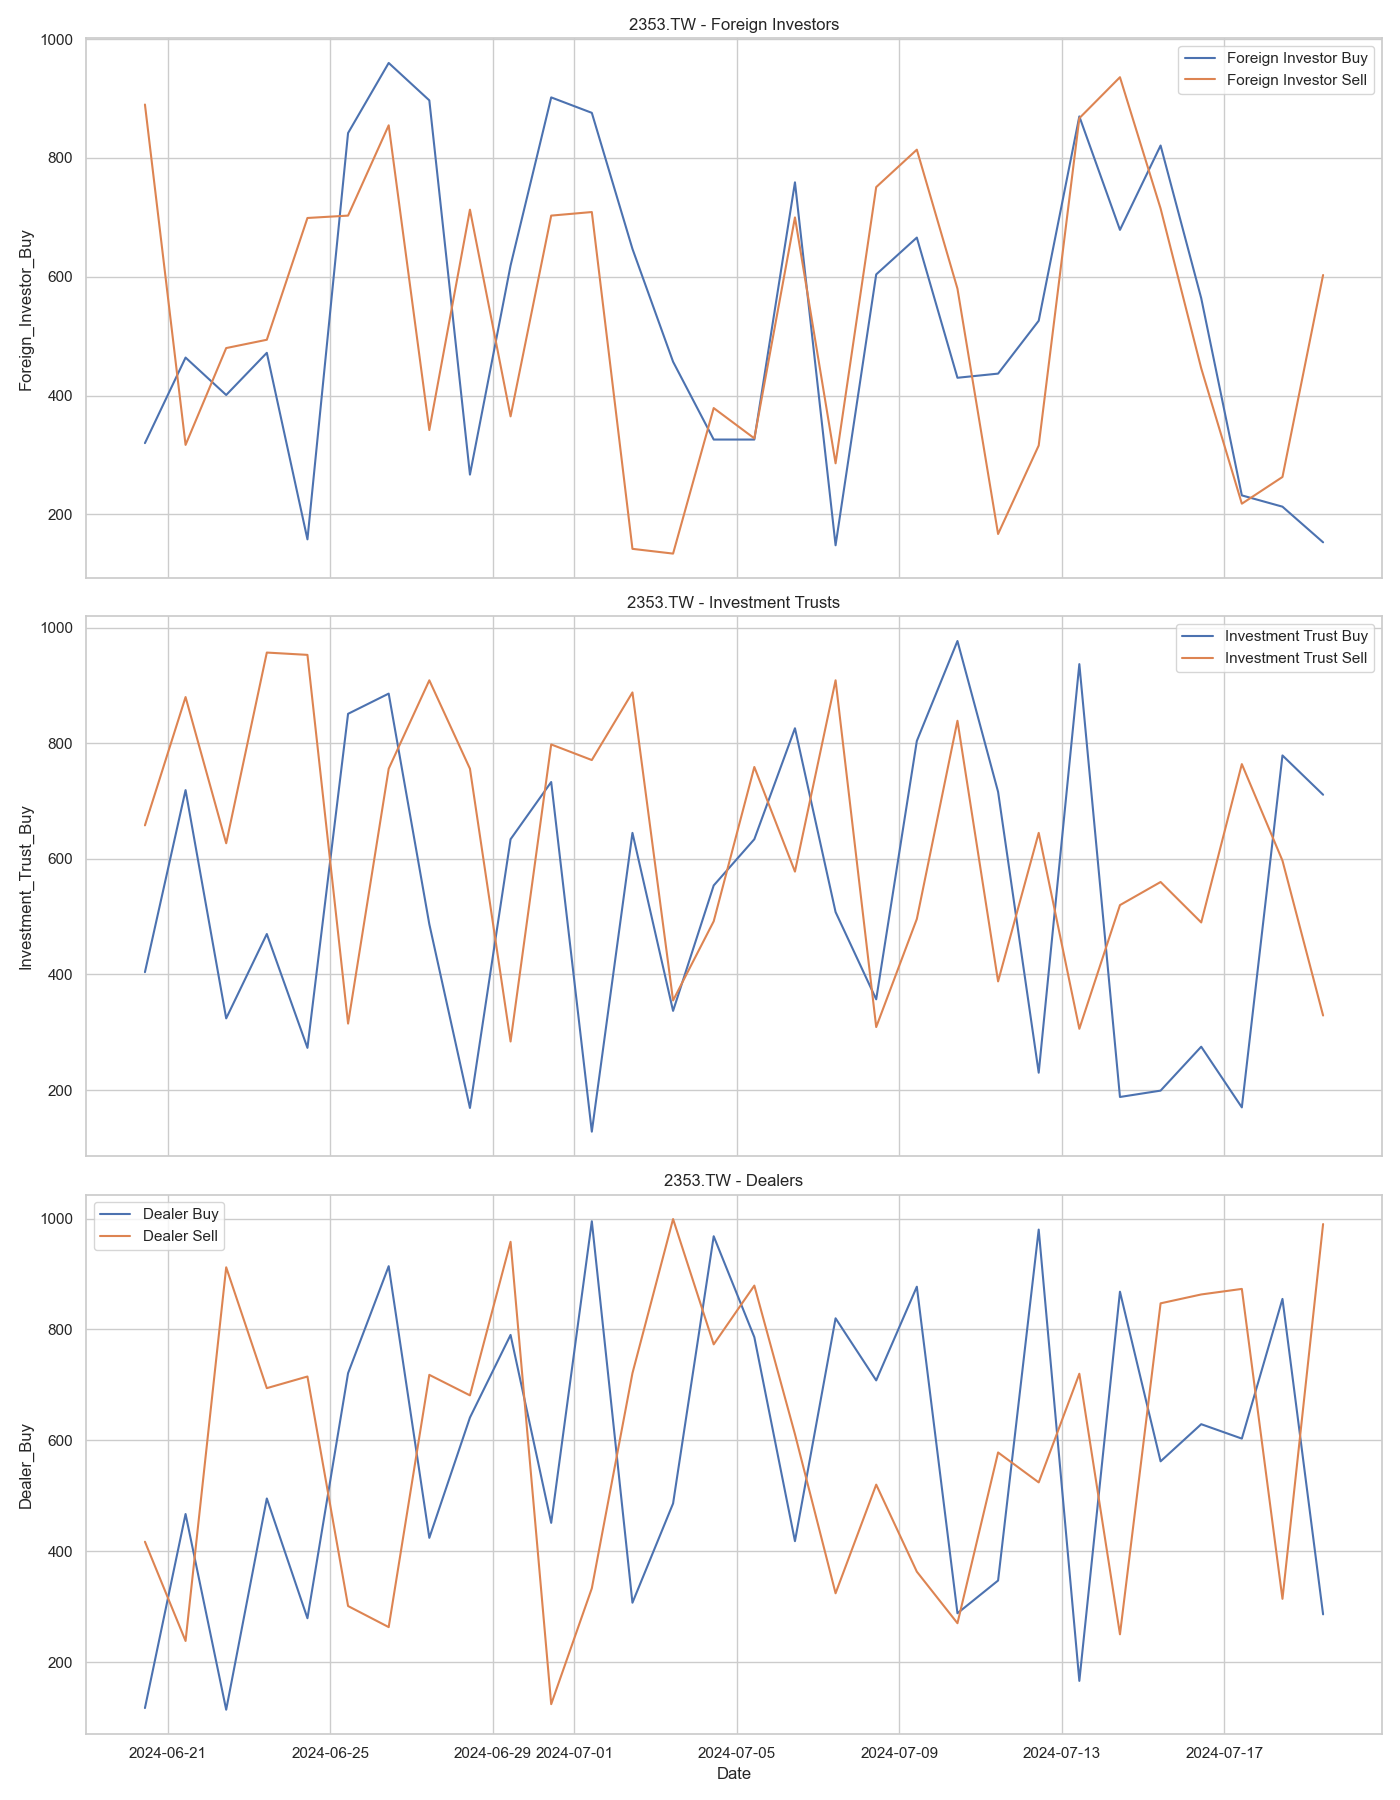 2353.TW - Foreign Investors
Foreign Investor Buy
Foreign Investor Sell
Foreign_Investor_Buy
1000
800
600
400
200
2353.TW - Investment Trusts
Investment Trust Buy
Investment Trust Sell
Investment_Trust_Buy
1000
800
600
400
200
2353.TW - Dealers
Dealer Buy
Dealer Sell
Dealer_Buy
1000
800
600
400
200
2024-06-21 2024-06-25 2024-06-29 2024-07-01 2024-07-05 2024-07-09 2024-07-13 2024-07-17
Date